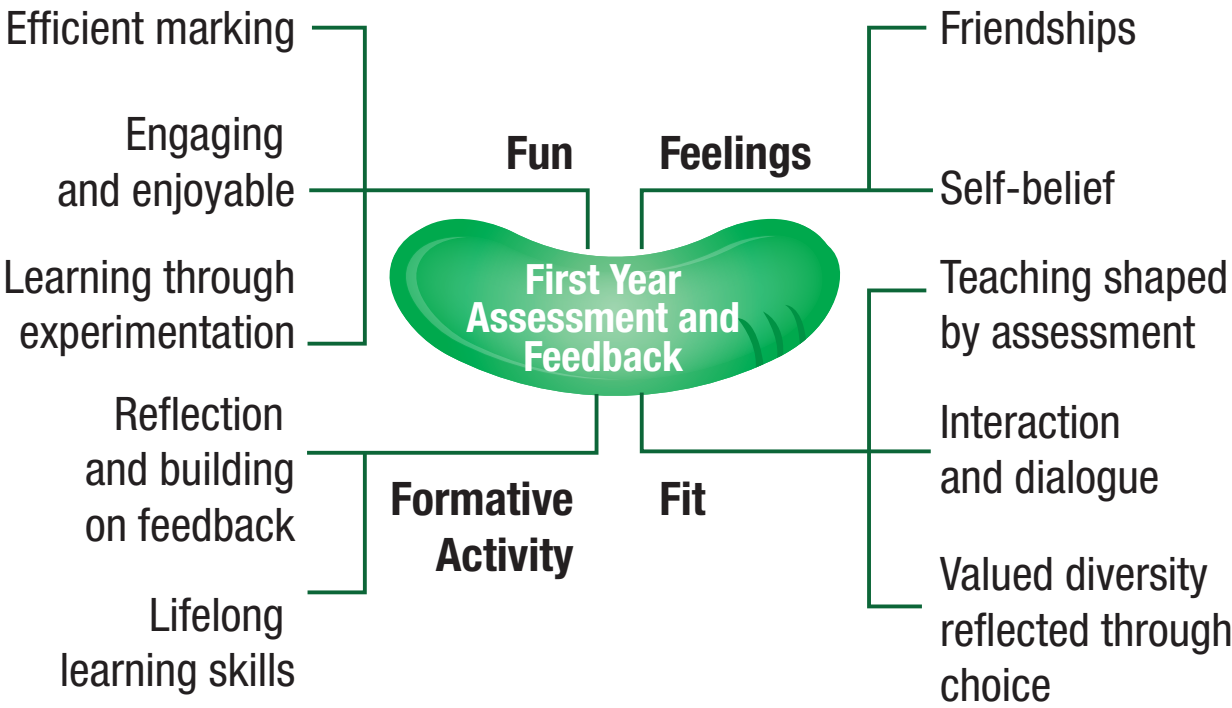 Efficient marking
Engaging
and enjoyable
Learning through
experimentation
Fun
Feelings
Friendships
Self-belief
First Year
Assessment and
Feedback
Reflection
and building
on feedback
Lifelong
learning skills
Formative
Activity
Fit
Teaching shaped
by assessment
Interaction
and dialogue
Valued diversity
reflected through
choice